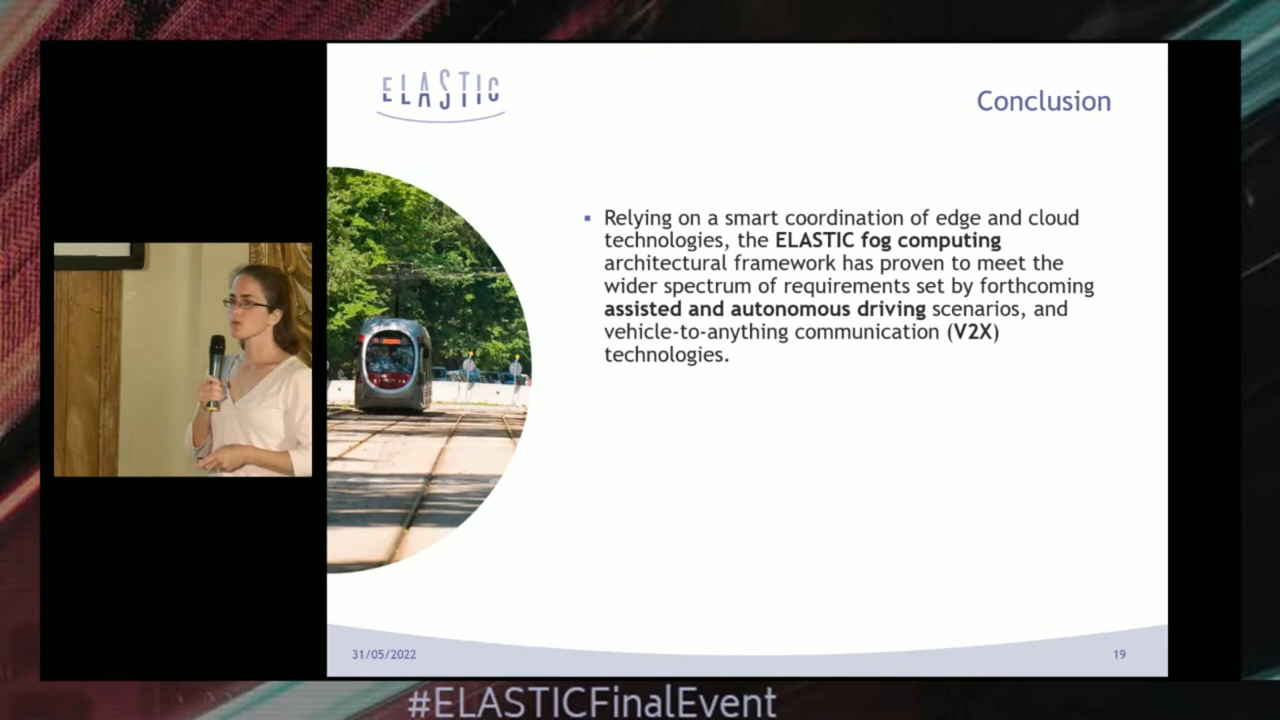 ELASTIC
Conclusion
▪ Relying on a smart coordination of edge and cloud
technologies, the ELASTIC fog computing
architectural framework has proven to meet the
wider spectrum of requirements set by forthcoming
assisted and autonomous driving scenarios, and
vehicle-to-anything communication (V2X)
technologies.
31/05/2022
19
#ELASTICFinalEvent